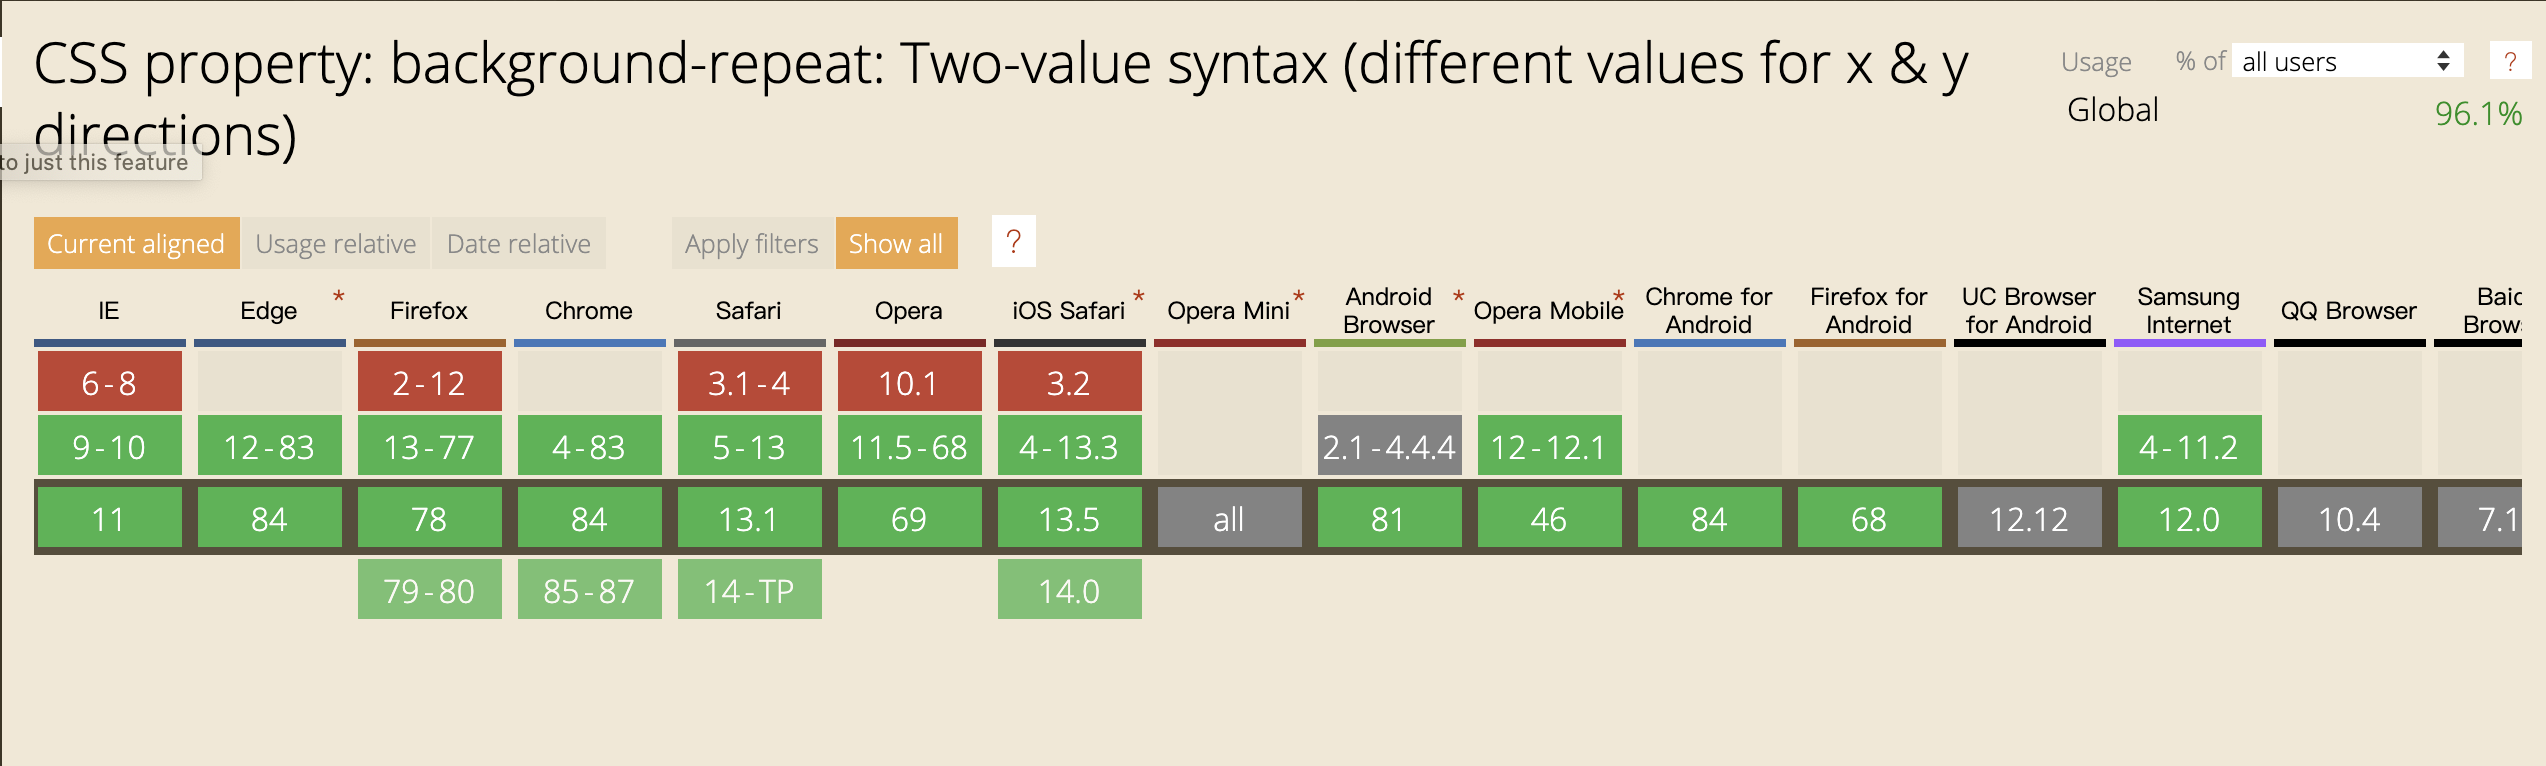 CSS property: background-repeat: Two-value syntax (different values for x & y
directions)
to just this feature
Usage % of all users ?
Global 96.1%
Current aligned Usage relative Date relative Apply filters Show all ?
IE Edge * Firefox Chrome Safari Opera iOS Safari * Opera Mini * Android Browser * Opera Mobile * Chrome for Android Firefox for Android UC Browser for Android Samsung Internet QQ Browser
6-8 2-12 3.1-4 10.1 3.2
9-10 12-83 13-77 4-83 5-13 11.5-68 4-13.3 2.1-4.4.4 12-12.1 4-11.2
11 84 78 84 13.1 69 13.5 all 81 46 84 68 12.12 12.0 10.4 7.1
79-80 85-87 14-TP 14.0